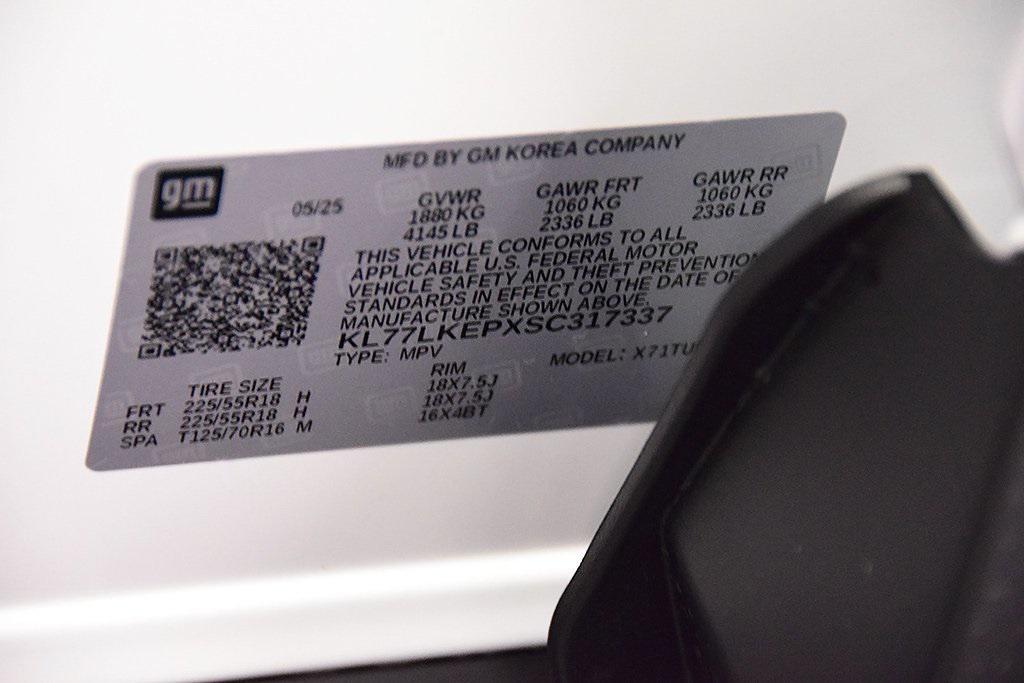 MFD BY GM KOREA COMPANY
gm
05/25
GVWR GAWR FRT GAWR RR
1880 KG 1060 KG 1060 KG
4145 LB 2336 LB 2336 LB
THIS VEHICLE CONFORMS TO ALL
APPLICABLE U.S. FEDERAL MOTOR
VEHICLE SAFETY AND THEFT PREVENTION
STANDARDS IN EFFECT ON THE DATE OF
MANUFACTURE SHOWN ABOVE.
KL77LKEPXSC317337
TYPE: MPV MODEL:
TIRE SIZE RIM
FRT 225/55R18 H 18X7.5J
RR 225/55R18 H 18X7.5J
SPA T125/70R16 M 16X4BT